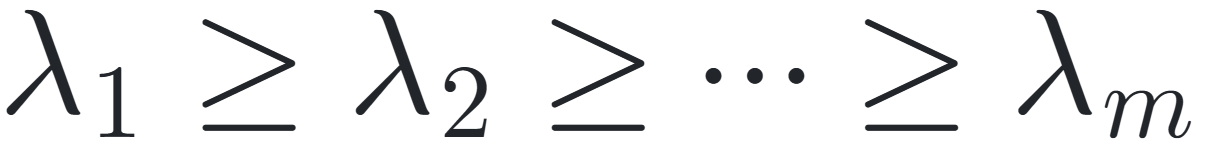 λ₁ ≥ λ₂ ≥ ⋯ ≥ λₘ